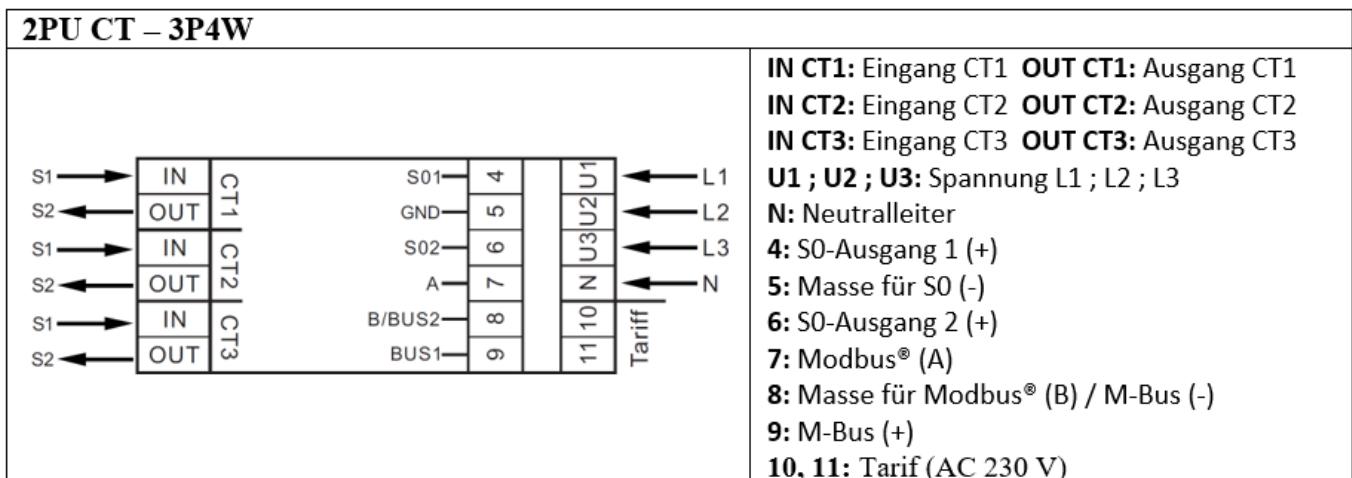 2PU CT – 3P4W
S1 IN CT1 S01 4 U1 L1
S2 OUT GND 5 U2 L2
S1 IN CT2 S02 6 U3 L3
S2 OUT A 7 N N
S1 IN CT3 B/BUS2 8 10 Tariff
S2 OUT BUS1 9 11
IN CT1: Eingang CT1 OUT CT1: Ausgang CT1
IN CT2: Eingang CT2 OUT CT2: Ausgang CT2
IN CT3: Eingang CT3 OUT CT3: Ausgang CT3
U1 ; U2 ; U3: Spannung L1 ; L2 ; L3
N: Neutralleiter
4: S0-Ausgang 1 (+)
5: Masse für S0 (-)
6: S0-Ausgang 2 (+)
7: Modbus® (A)
8: Masse für Modbus® (B) / M-Bus (-)
9: M-Bus (+)
10, 11: Tarif (AC 230 V)